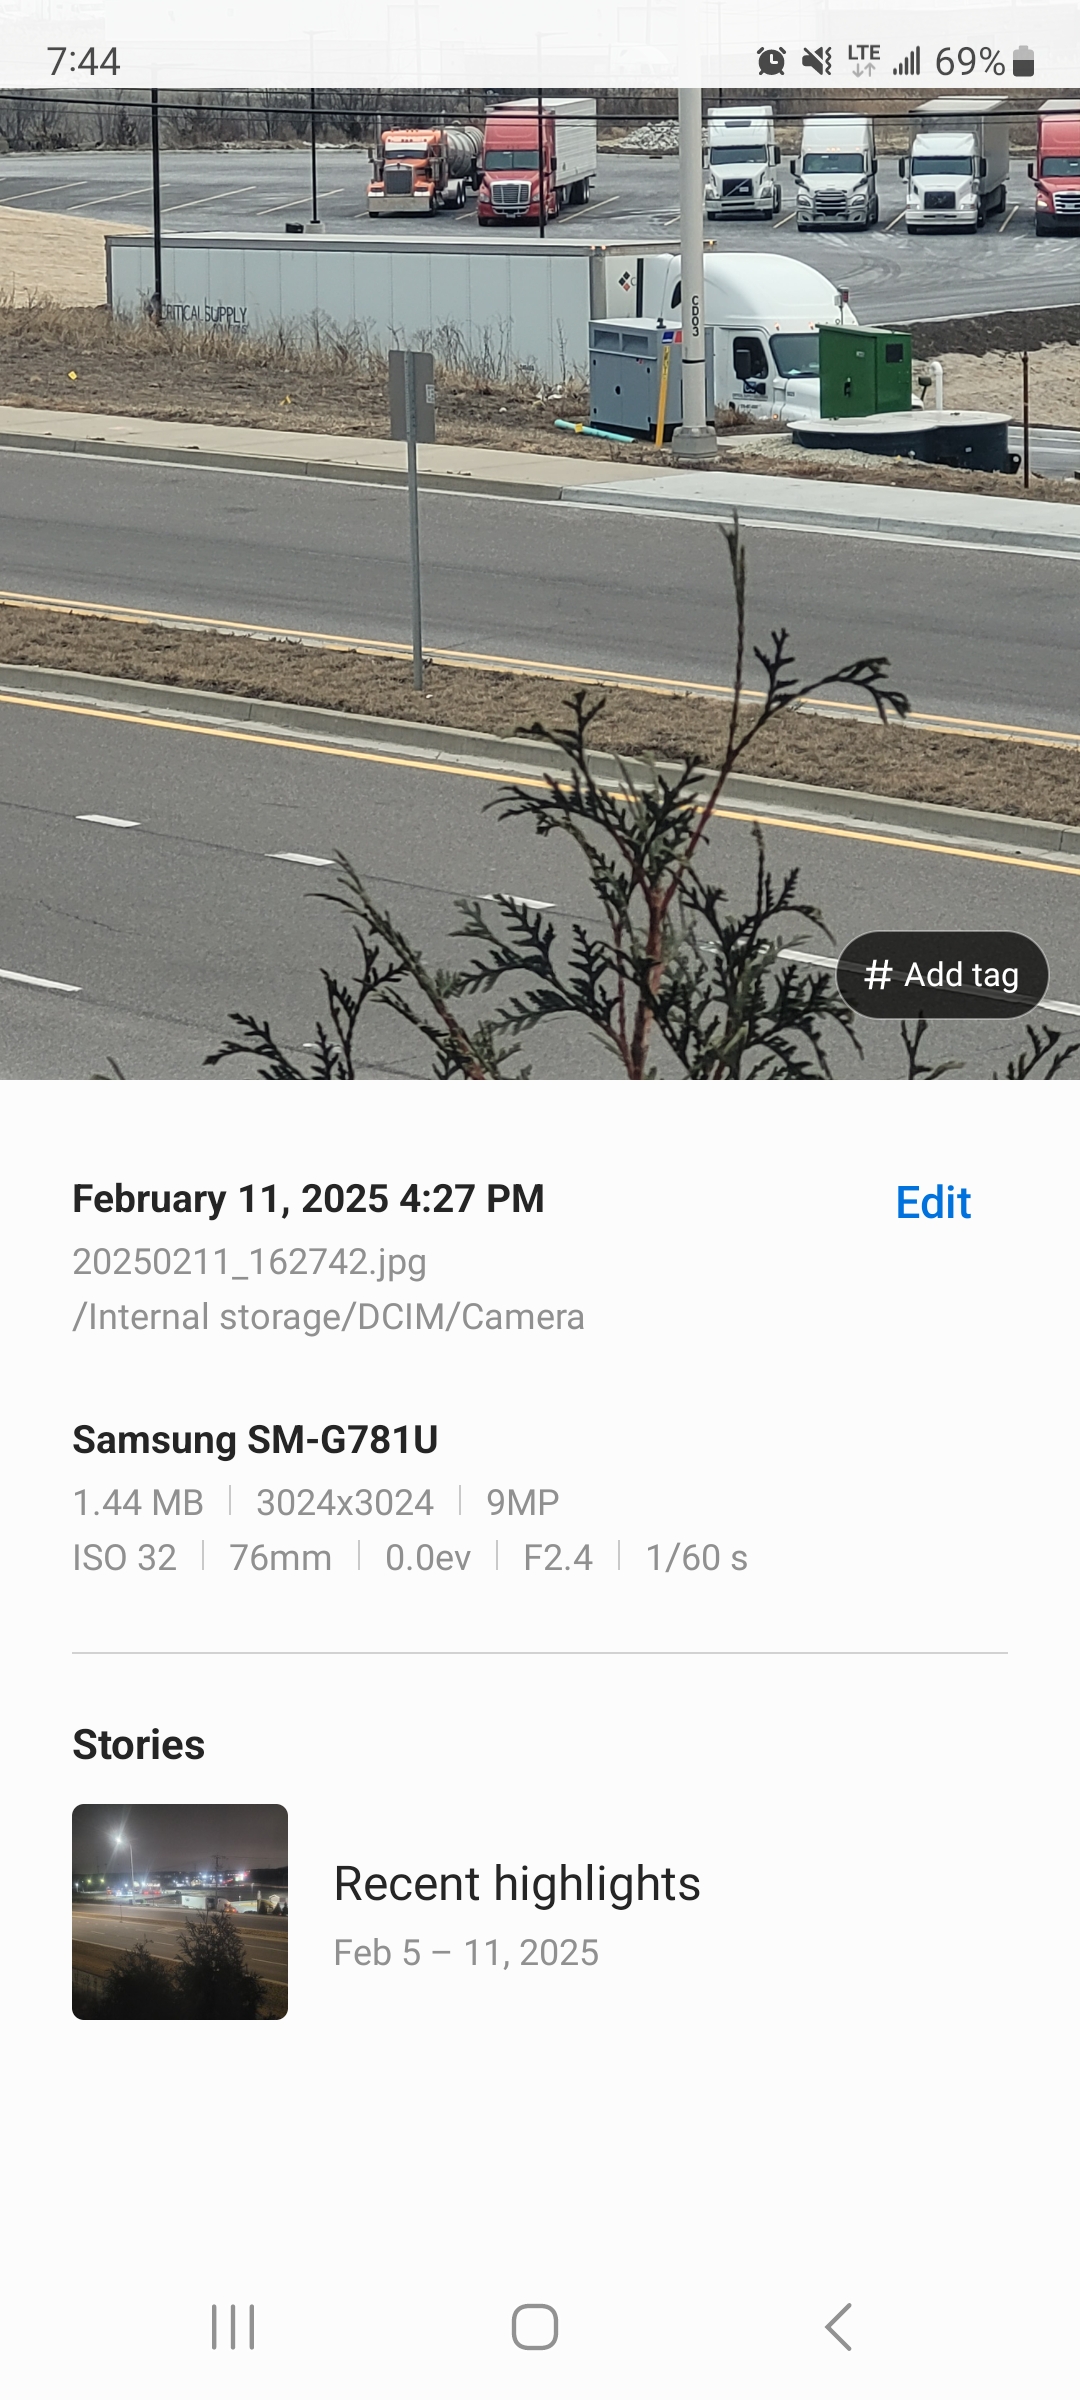 7:44
LTE
69%
CRITICAL SUPPLY
CD03
# Add tag
February 11, 2025 4:27 PM
Edit
20250211_162742.jpg
/Internal storage/DCIM/Camera
Samsung SM-G781U
1.44 MB | 3024x3024 | 9MP
ISO 32 | 76mm | 0.0ev | F2.4 | 1/60 s
Stories
Recent highlights
Feb 5 – 11, 2025